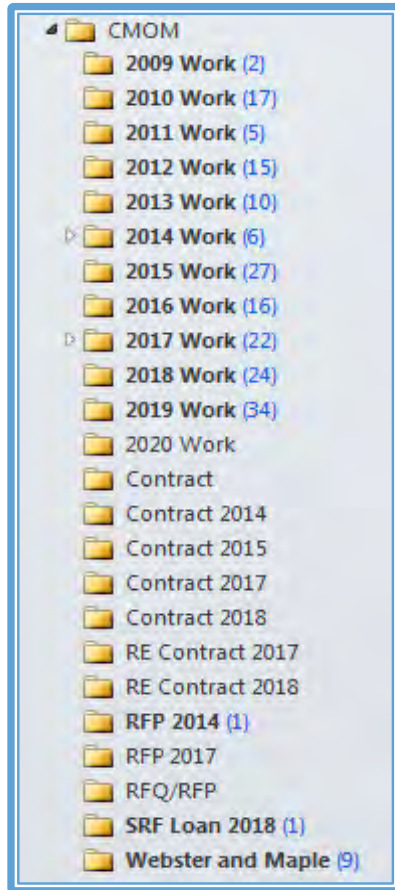 CMOM
2009 Work (2)
2010 Work (17)
2011 Work (5)
2012 Work (15)
2013 Work (10)
2014 Work (6)
2015 Work (27)
2016 Work (16)
2017 Work (22)
2018 Work (24)
2019 Work (34)
2020 Work
Contract
Contract 2014
Contract 2015
Contract 2017
Contract 2018
RE Contract 2017
RE Contract 2018
RFP 2014 (1)
RFP 2017
RFQ/RFP
SRF Loan 2018 (1)
Webster and Maple (9)